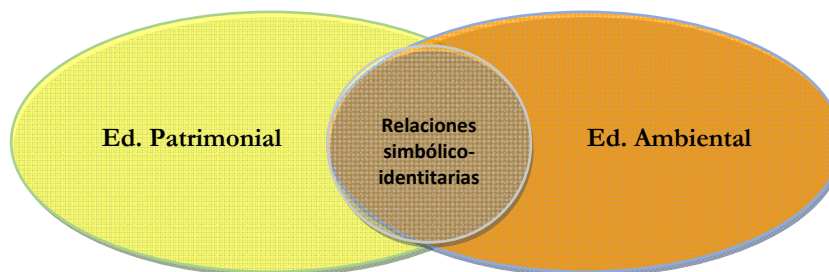 Ed. Patrimonial
Relaciones
simbólico-
identitarias
Ed. Ambiental